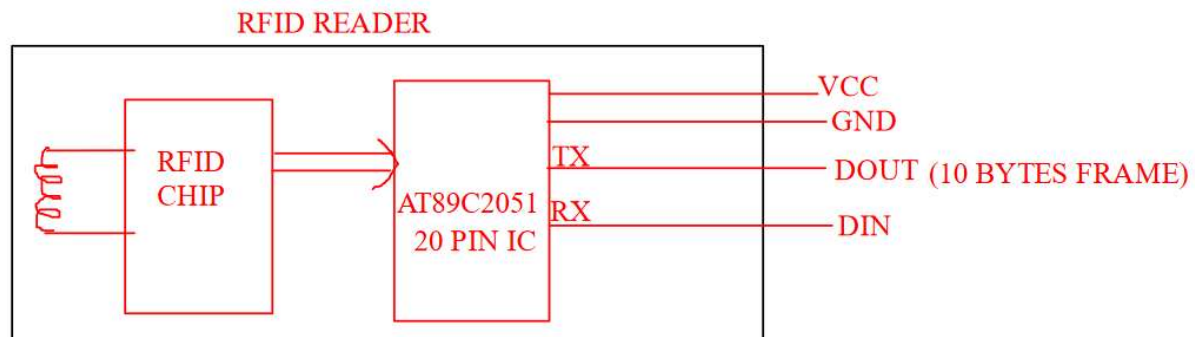 RFID READER
RFID
CHIP
AT89C2051
20 PIN IC
TX
RX
VCC
GND
DOUT (10 BYTES FRAME)
DIN